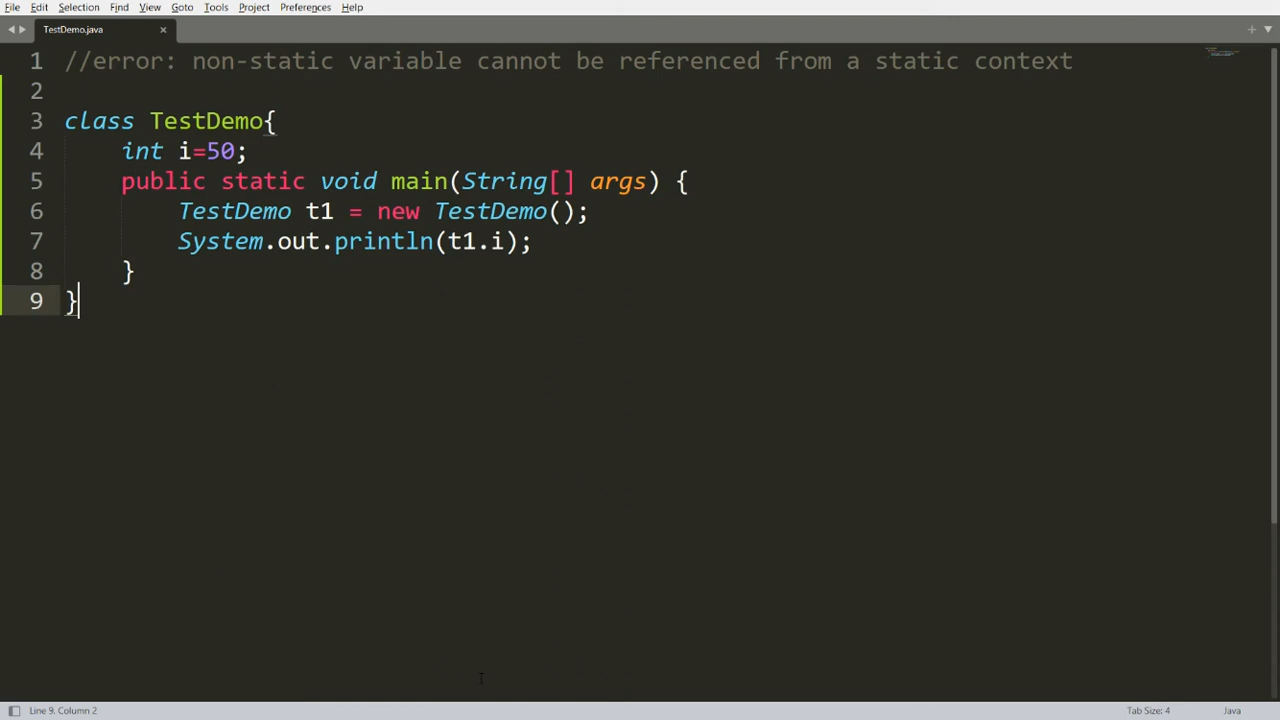 File Edit Selection Find View Goto Tools Project Preferences Help
TestDemo.java
1 //error: non-static variable cannot be referenced from a static context
2
3 class TestDemo{
4     int i=50;
5     public static void main(String[] args) {
6         TestDemo t1 = new TestDemo();
7         System.out.println(t1.i);
8     }
9 }
Line 9, Column 2 Tab Size: 4 Java